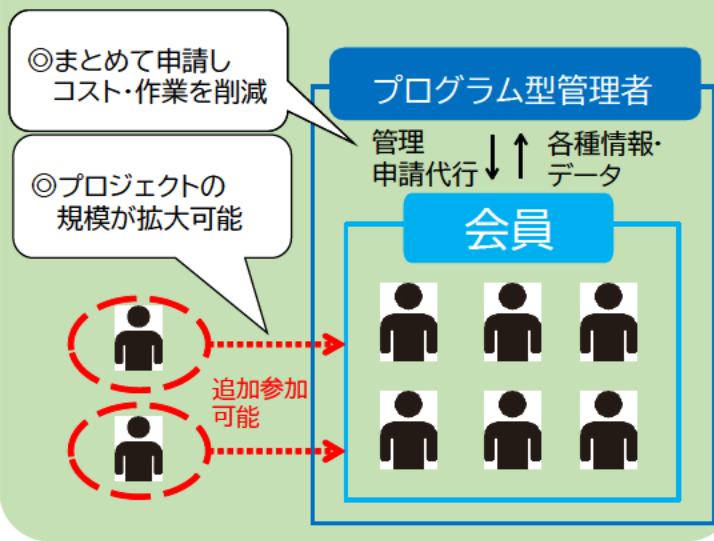 ◎まとめて申請し
コスト・作業を削減
◎プロジェクトの
規模が拡大可能
プログラム型管理者
管理
申請代行
各種情報・
データ
会員
追加参加
可能